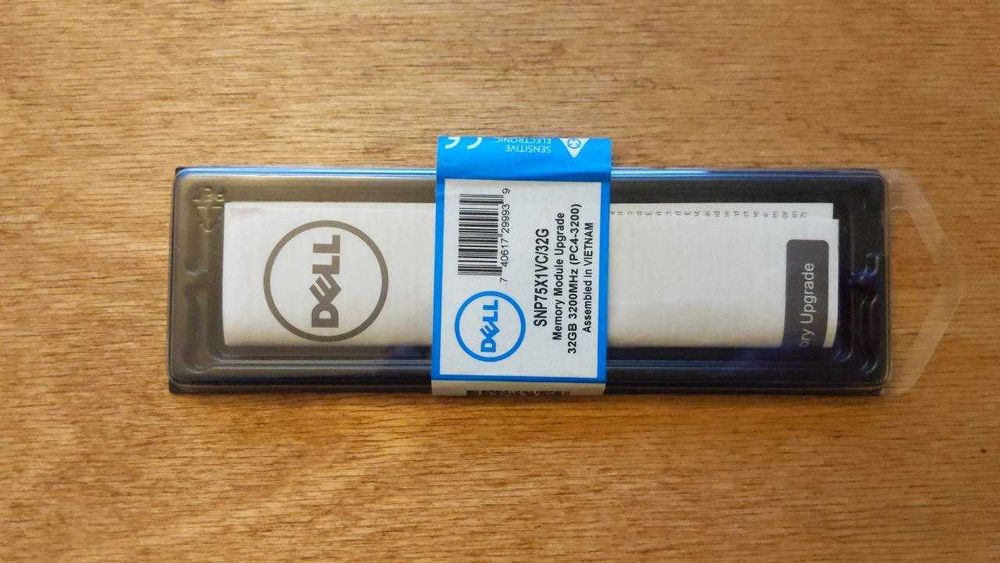 DELL
SENSITIVE
ELECTRONIC
CE
7 40617 29993 9
DELL
SNP75X1VC/32G
Memory Module Upgrade
32GB 3200MHz (PC4-3200)
Assembled in VIETNAM
ory Upgrade